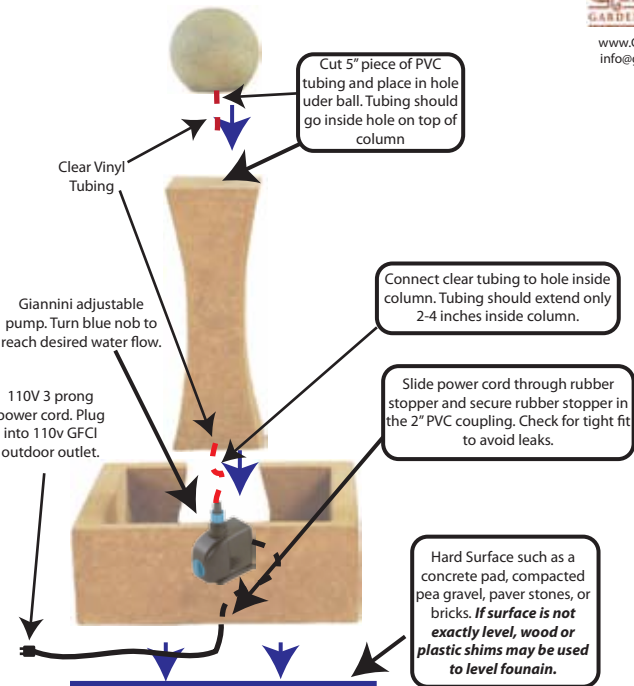 GARDEN
www.G
info@g
Cut 5" piece of PVC
tubing and place in hole
uder ball. Tubing should
go inside hole on top of
column
Clear Vinyl
Tubing
Giannini adjustable
pump. Turn blue nob to
reach desired water flow.
Connect clear tubing to hole inside
column. Tubing should extend only
2-4 inches inside column.
110V 3 prong
power cord. Plug
into 110v GFCI
outdoor outlet.
Slide power cord through rubber
stopper and secure rubber stopper in
the 2" PVC coupling. Check for tight fit
to avoid leaks.
Hard Surface such as a
concrete pad, compacted
pea gravel, paver stones, or
bricks. If surface is not
exactly level, wood or
plastic shims may be used
to level founain.